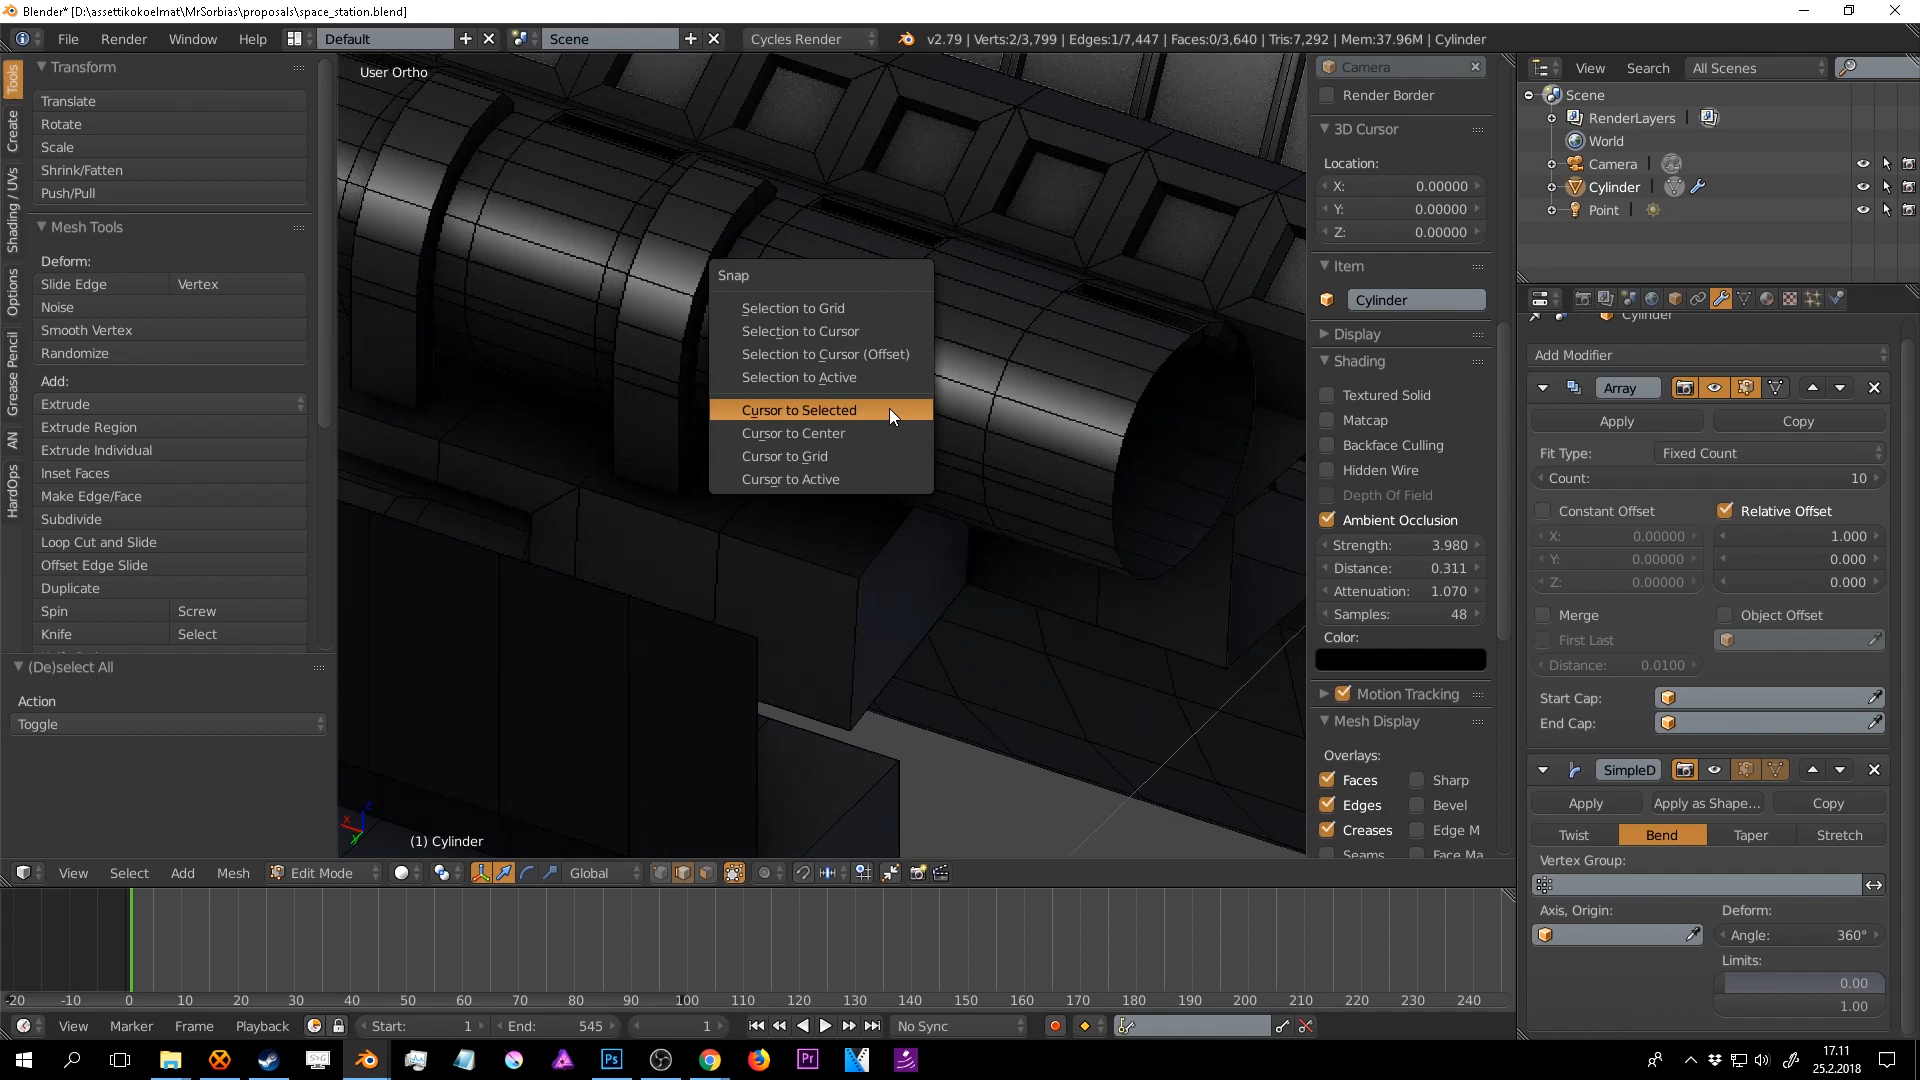 Blender* [D:\assettikokoelmat\MrSorbias\proposals\space_station.blend]
File Render Window Help Default Scene Cycles Render v2.79 | Verts:2/3,799 | Edges:1/7,447 | Faces:0/3,640 | Tris:7,292 | Mem:37.96M | Cylinder
Tools
Create
Shading / UVs
Options
Grease Pencil
AN
HardOps
Transform
Translate
Rotate
Scale
Shrink/Fatten
Push/Pull
Mesh Tools
Deform:
Slide Edge Vertex
Noise
Smooth Vertex
Randomize
Add:
Extrude
Extrude Region
Extrude Individual
Inset Faces
Make Edge/Face
Subdivide
Loop Cut and Slide
Offset Edge Slide
Duplicate
Spin Screw
Knife Select
(De)select All
Action
Toggle
User Ortho
Snap
Selection to Grid
Selection to Cursor
Selection to Cursor (Offset)
Selection to Active
Cursor to Selected
Cursor to Center
Cursor to Grid
Cursor to Active
z
x
y
(1) Cylinder
Camera
Render Border
3D Cursor
Location:
X: 0.00000
Y: 0.00000
Z: 0.00000
Item
Cylinder
Display
Shading
Textured Solid
Matcap
Backface Culling
Hidden Wire
Depth Of Field
Ambient Occlusion
Strength: 3.980
Distance: 0.311
Attenuation: 1.070
Samples: 48
Color:
Motion Tracking
Mesh Display
Overlays:
Faces Sharp
Edges Bevel
Creases Edge M
Seams Face Ma
View Search All Scenes
Scene
RenderLayers
World
Camera
Cylinder
Point
Cylinder
Add Modifier
Array
Apply Copy
Fit Type: Fixed Count
Count: 10
Constant Offset Relative Offset
X: 0.00000 1.000
Y: 0.00000 0.000
Z: 0.00000 0.000
Merge Object Offset
First Last
Distance: 0.0100
Start Cap:
End Cap:
SimpleD
Apply Apply as Shape... Copy
Twist Bend Taper Stretch
Vertex Group:
Axis, Origin: Deform:
Angle: 360°
Limits:
0.00
1.00
View Select Add Mesh Edit Mode Global
-20 -10 0 10 20 30 40 50 60 70 80 90 100 110 120 130 140 150 160 170 180 190 200 210 220 230 240
View Marker Frame Playback Start: 1 End: 545 1 No Sync
Ps Pr
17.11
25.2.2018